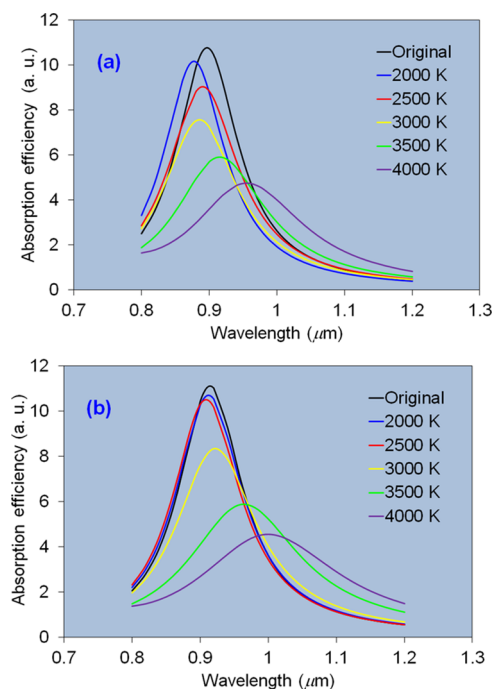 12
10
8
6
4
2
0
Absorption efficiency (a. u.)
(a)
Original
2000 K
2500 K
3000 K
3500 K
4000 K
0.7 0.8 0.9 1 1.1 1.2 1.3
Wavelength (μm)
12
10
8
6
4
2
0
Absorption efficiency (a. u.)
(b)
Original
2000 K
2500 K
3000 K
3500 K
4000 K
0.7 0.8 0.9 1 1.1 1.2 1.3
Wavelength (μm)